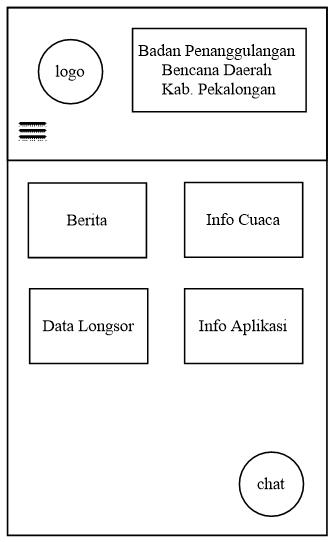 logo
Badan Penanggulangan
Bencana Daerah
Kab. Pekalongan
Berita
Info Cuaca
Data Longsor
Info Aplikasi
chat